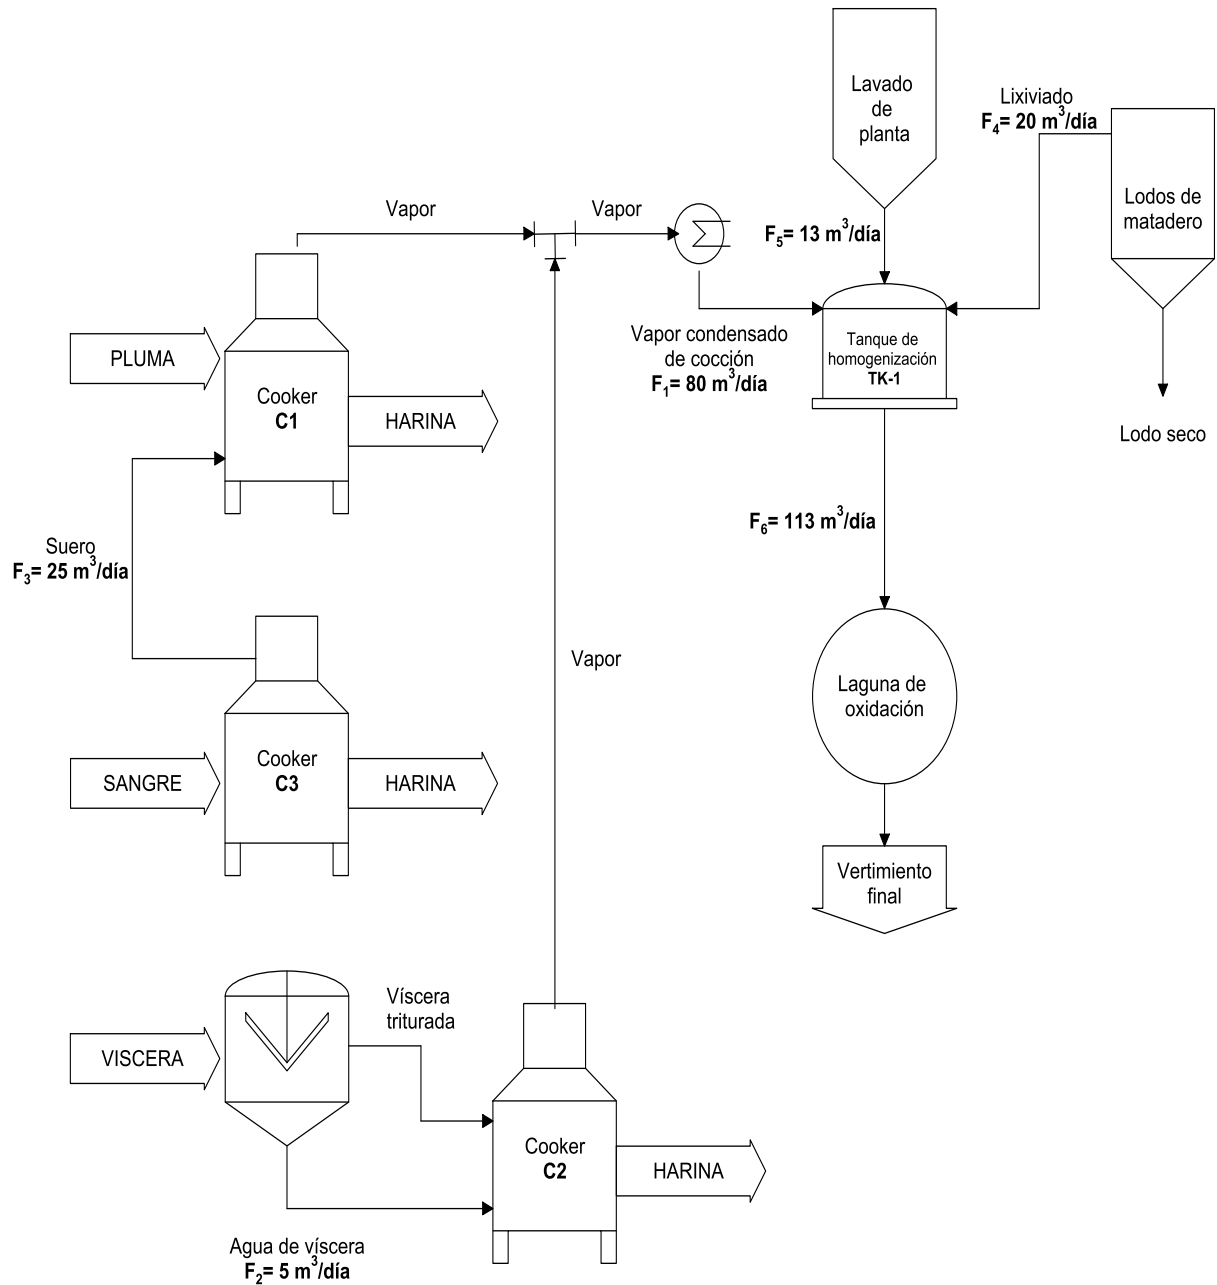 Lavado
de
planta
Lixiviado
F4= 20 m3/día
Lodos de
matadero
Vapor
Vapor
F5= 13 m3/día
PLUMA
Cooker
C1
HARINA
Vapor condensado
de cocción
F1= 80 m3/día
Tanque de
homogenización
TK-1
Lodo seco
Suero
F3= 25 m3/día
F6= 113 m3/día
Vapor
Laguna de
oxidación
SANGRE
Cooker
C3
HARINA
Vertimiento
final
VISCERA
Víscera
triturada
Cooker
C2
HARINA
Agua de víscera
F2= 5 m3/día